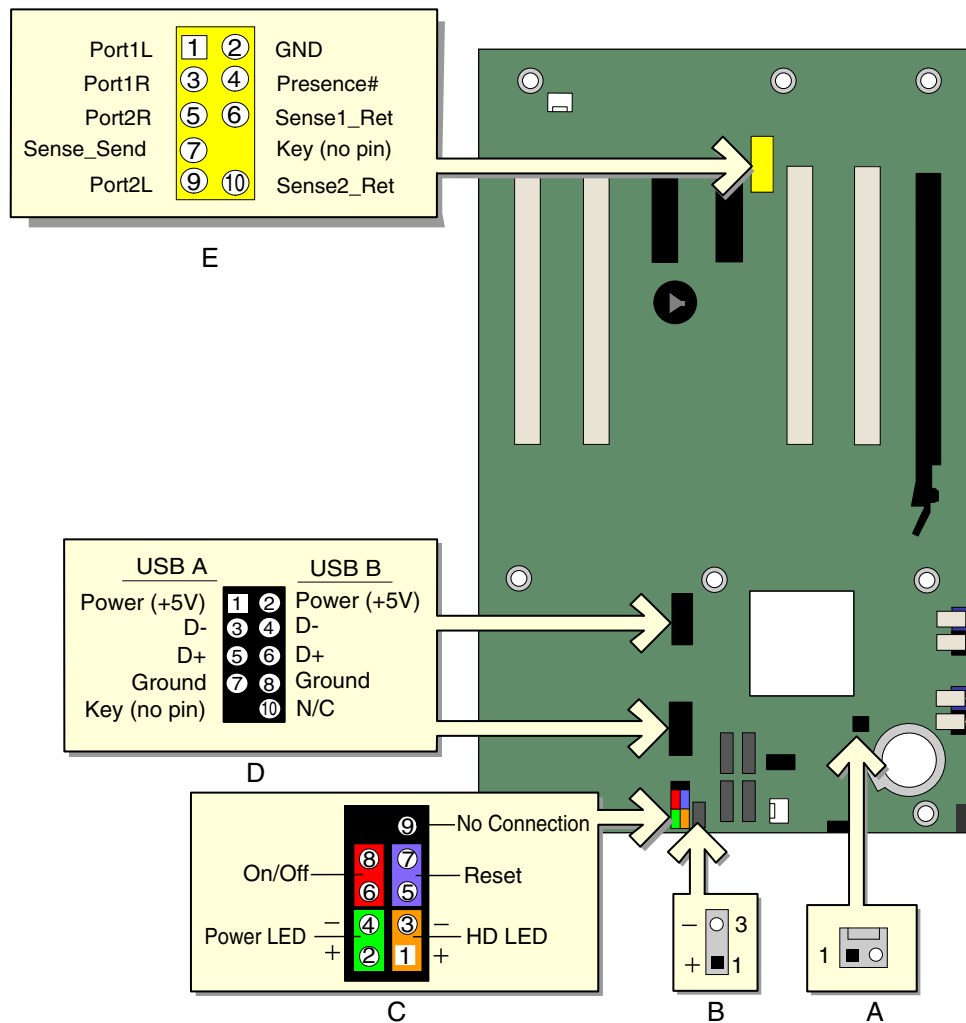 Port1L 1 2 GND
Port1R 3 4 Presence#
Port2R 5 6 Sense1_Ret
Sense_Send 7 Key (no pin)
Port2L 9 10 Sense2_Ret
E
USB A USB B
Power (+5V) 1 2 Power (+5V)
D- 3 4 D-
D+ 5 6 D+
Ground 7 8 Ground
Key (no pin) 10 N/C
D
9 No Connection
On/Off 8 7 Reset
6 5
Power LED - 4 3 - HD LED
+ 2 1 +
C
- 3
+ 1
B
1
A